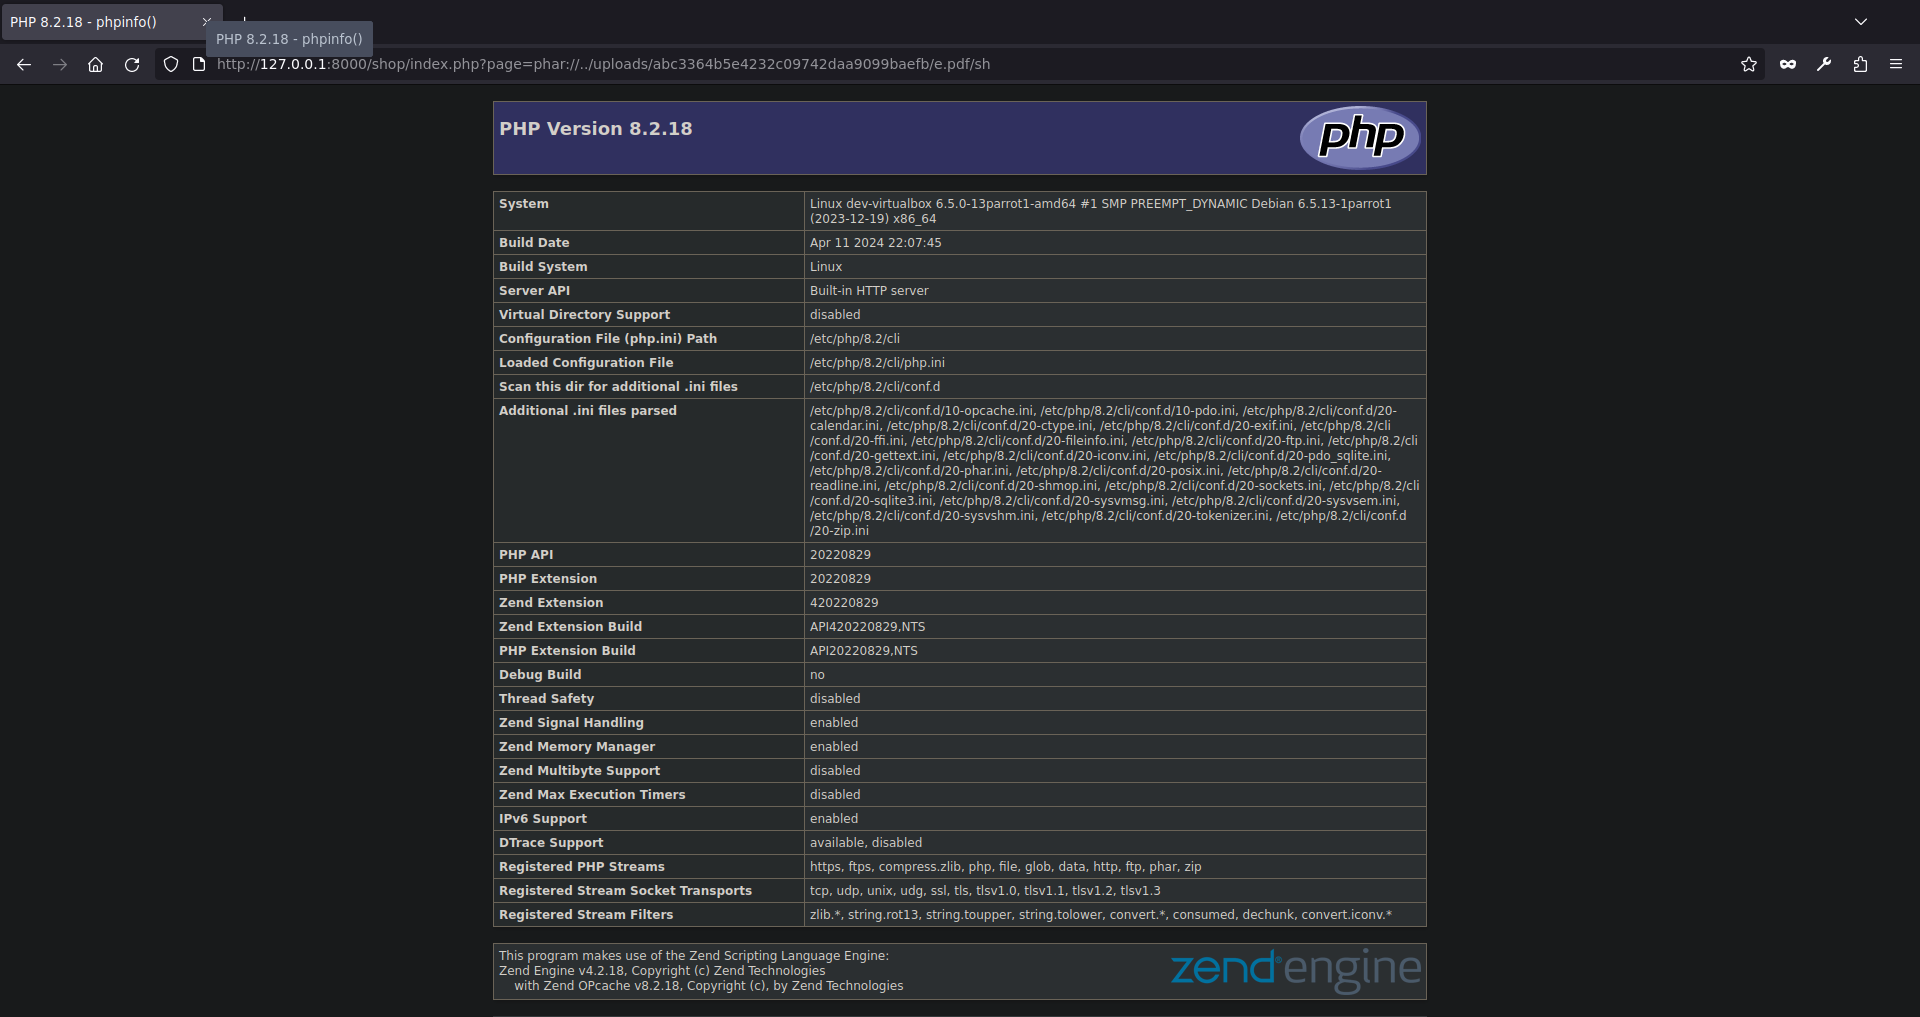 PHP 8.2.18 - phpinfo()
PHP 8.2.18 - phpinfo()
http://127.0.0.1:8000/shop/index.php?page=phar://../uploads/abc3364b5e4232c09742daa9099baefb/e.pdf/sh
PHP Version 8.2.18
php
System
Linux dev-virtualbox 6.5.0-13parrot1-amd64 #1 SMP PREEMPT_DYNAMIC Debian 6.5.13-1parrot1
(2023-12-19) x86_64
Build Date
Apr 11 2024 22:07:45
Build System
Linux
Server API
Built-in HTTP server
Virtual Directory Support
disabled
Configuration File (php.ini) Path
/etc/php/8.2/cli
Loaded Configuration File
/etc/php/8.2/cli/php.ini
Scan this dir for additional .ini files
/etc/php/8.2/cli/conf.d
Additional .ini files parsed
/etc/php/8.2/cli/conf.d/10-opcache.ini, /etc/php/8.2/cli/conf.d/10-pdo.ini, /etc/php/8.2/cli/conf.d/20-
calendar.ini, /etc/php/8.2/cli/conf.d/20-ctype.ini, /etc/php/8.2/cli/conf.d/20-exif.ini, /etc/php/8.2/cli
/conf.d/20-ffi.ini, /etc/php/8.2/cli/conf.d/20-fileinfo.ini, /etc/php/8.2/cli/conf.d/20-ftp.ini, /etc/php/8.2/cli
/conf.d/20-gettext.ini, /etc/php/8.2/cli/conf.d/20-iconv.ini, /etc/php/8.2/cli/conf.d/20-pdo_sqlite.ini,
/etc/php/8.2/cli/conf.d/20-phar.ini, /etc/php/8.2/cli/conf.d/20-posix.ini, /etc/php/8.2/cli/conf.d/20-
readline.ini, /etc/php/8.2/cli/conf.d/20-shmop.ini, /etc/php/8.2/cli/conf.d/20-sockets.ini, /etc/php/8.2/cli
/conf.d/20-sqlite3.ini, /etc/php/8.2/cli/conf.d/20-sysvmsg.ini, /etc/php/8.2/cli/conf.d/20-sysvsem.ini,
/etc/php/8.2/cli/conf.d/20-sysvshm.ini, /etc/php/8.2/cli/conf.d/20-tokenizer.ini, /etc/php/8.2/cli/conf.d
/20-zip.ini
PHP API
20220829
PHP Extension
20220829
Zend Extension
420220829
Zend Extension Build
API420220829,NTS
PHP Extension Build
API20220829,NTS
Debug Build
no
Thread Safety
disabled
Zend Signal Handling
enabled
Zend Memory Manager
enabled
Zend Multibyte Support
disabled
Zend Max Execution Timers
disabled
IPv6 Support
enabled
DTrace Support
available, disabled
Registered PHP Streams
https, ftps, compress.zlib, php, file, glob, data, http, ftp, phar, zip
Registered Stream Socket Transports
tcp, udp, unix, udg, ssl, tls, tlsv1.0, tlsv1.1, tlsv1.2, tlsv1.3
Registered Stream Filters
zlib.*, string.rot13, string.toupper, string.tolower, convert.*, consumed, dechunk, convert.iconv.*
This program makes use of the Zend Scripting Language Engine:
Zend Engine v4.2.18, Copyright (c) Zend Technologies
with Zend OPcache v8.2.18, Copyright (c), by Zend Technologies
zend engine